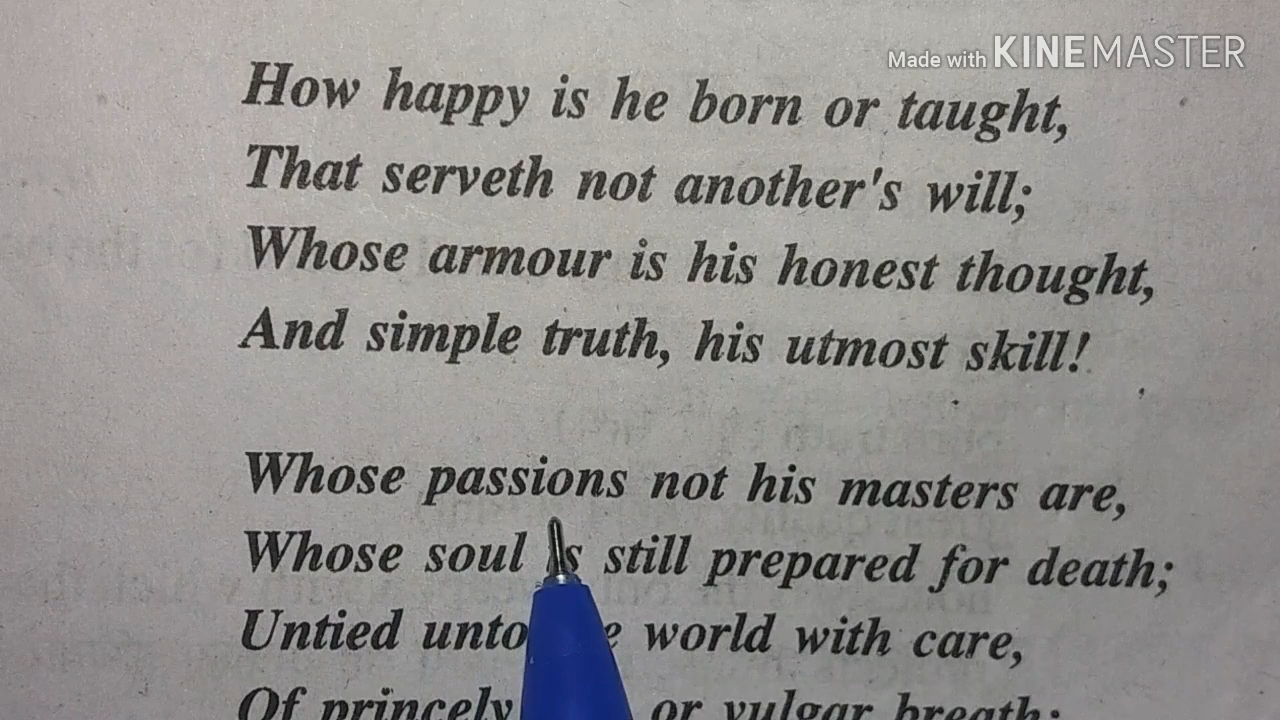 Made with KINEMASTER
How happy is he born or taught,
That serveth not another's will;
Whose armour is his honest thought,
And simple truth, his utmost skill!
Whose passions not his masters are,
Whose soul is still prepared for death;
Untied unto world with care,
Of princely or vulgar breath;